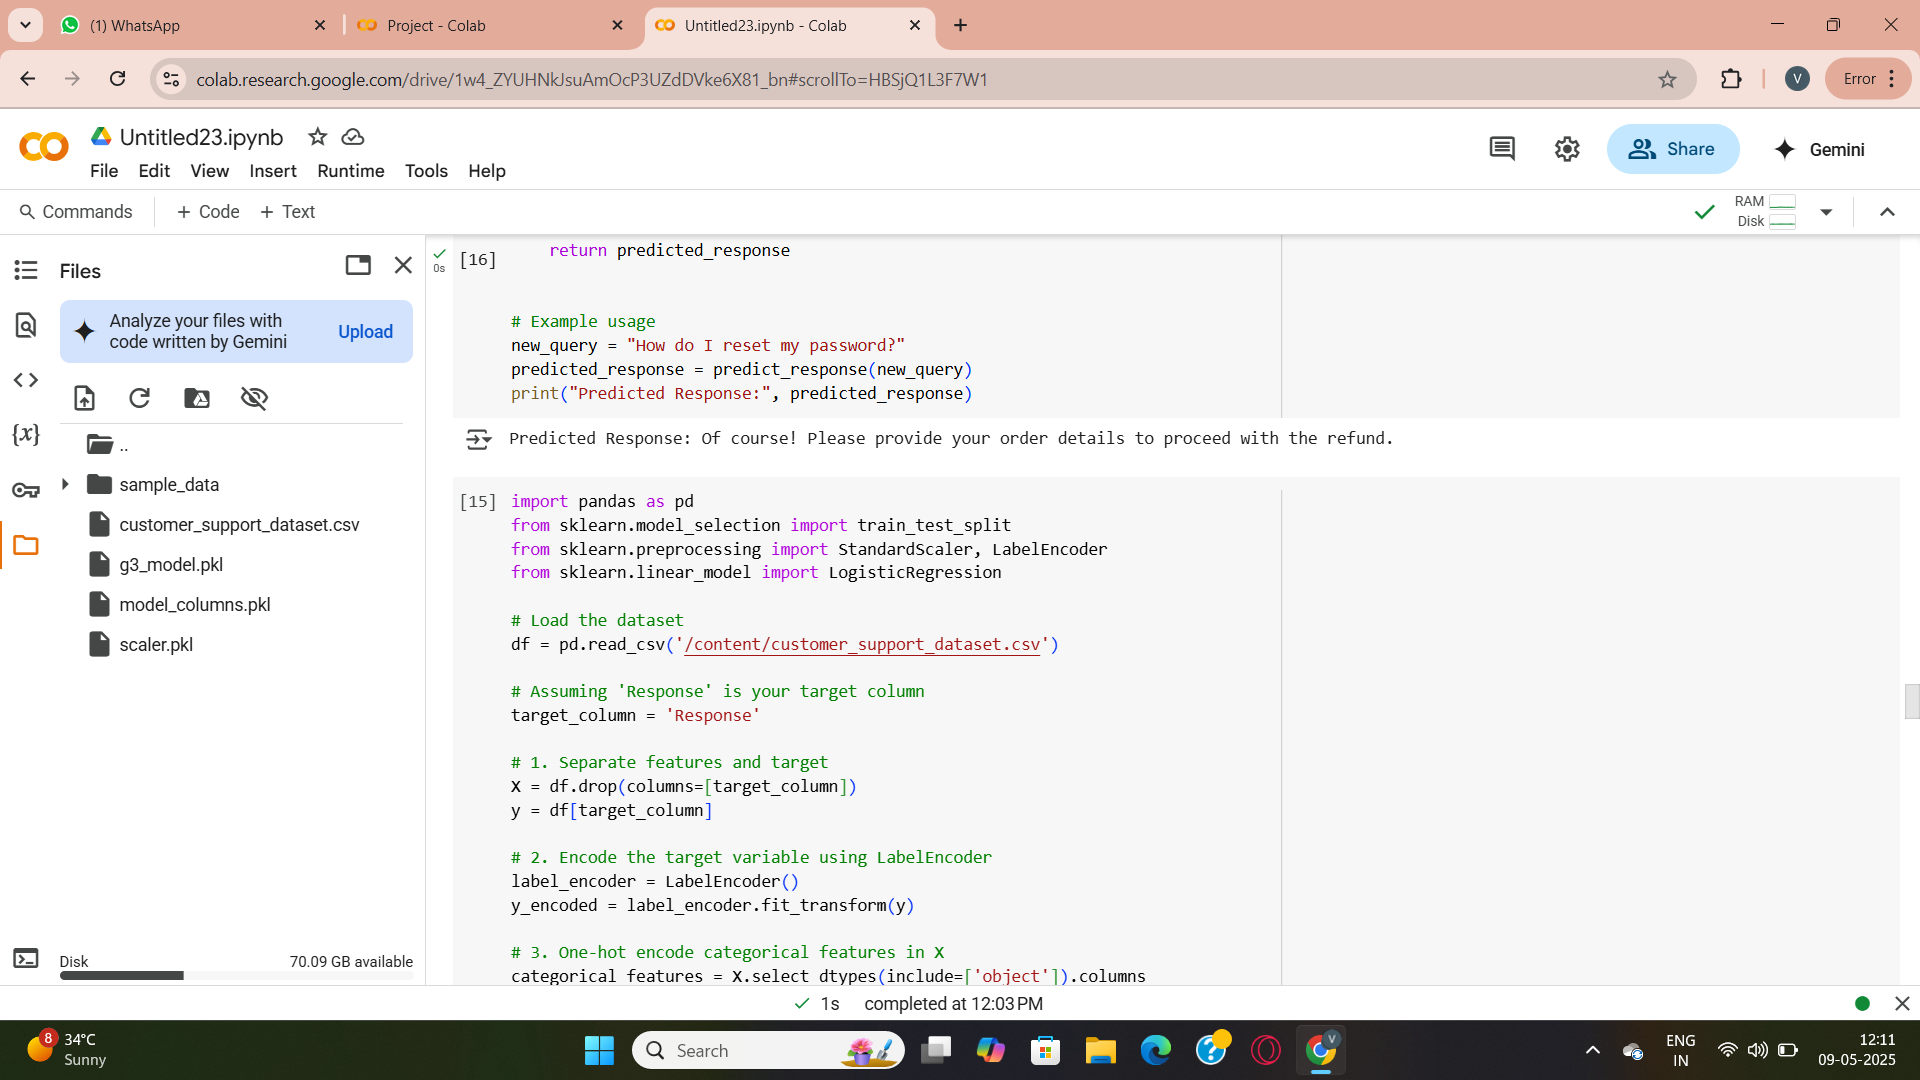 (1) WhatsApp
Project - Colab
Untitled23.ipynb - Colab
colab.research.google.com/drive/1w4_ZYUHNkJsuAmOcP3UZdDVke6X81_bn#scrollTo=HBSjQ1L3F7W1
V
Error
Untitled23.ipynb
File Edit View Insert Runtime Tools Help
Share
Gemini
Commands
+ Code + Text
RAM
Disk
Files
Analyze your files with
code written by Gemini
Upload
{x}
..
sample_data
customer_support_dataset.csv
g3_model.pkl
model_columns.pkl
scaler.pkl
Disk 70.09 GB available
0s
[16]
return predicted_response
# Example usage
new_query = "How do I reset my password?"
predicted_response = predict_response(new_query)
print("Predicted Response:", predicted_response)
Predicted Response: Of course! Please provide your order details to proceed with the refund.
[15] import pandas as pd
from sklearn.model_selection import train_test_split
from sklearn.preprocessing import StandardScaler, LabelEncoder
from sklearn.linear_model import LogisticRegression
# Load the dataset
df = pd.read_csv('/content/customer_support_dataset.csv')
# Assuming 'Response' is your target column
target_column = 'Response'
# 1. Separate features and target
X = df.drop(columns=[target_column])
y = df[target_column]
# 2. Encode the target variable using LabelEncoder
label_encoder = LabelEncoder()
y_encoded = label_encoder.fit_transform(y)
# 3. One-hot encode categorical features in X
categorical_features = X.select_dtypes(include=['object']).columns
1s completed at 12:03 PM
8
34°C
Sunny
Search
V
ENG
IN
12:11
09-05-2025